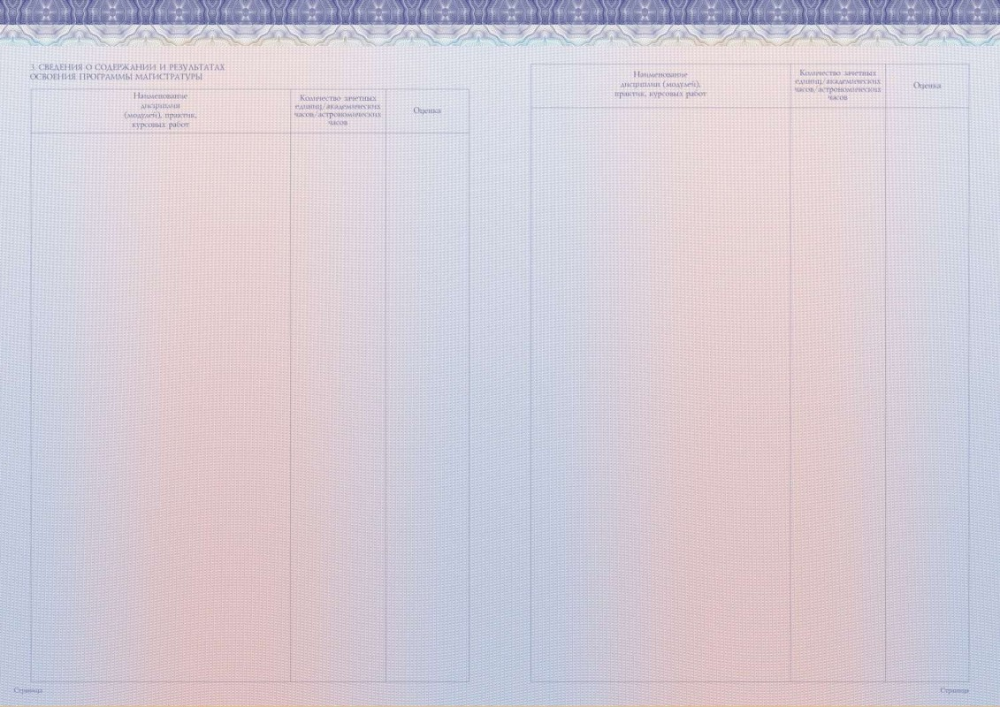 3. СВЕДЕНИЯ О СОДЕРЖАНИИ И РЕЗУЛЬТАТАХ
ОСВОЕНИЯ ПРОГРАММЫ МАГИСТРАТУРЫ
Наименование
дисциплин
(модулей), практик,
курсовых работ
Количество зачетных
единиц/академических
часов/астрономических
часов
Оценка
Страница
Наименование
дисциплин (модулей),
практик, курсовых работ
Количество зачетных
единиц/академических
часов/астрономических
часов
Оценка
Страница